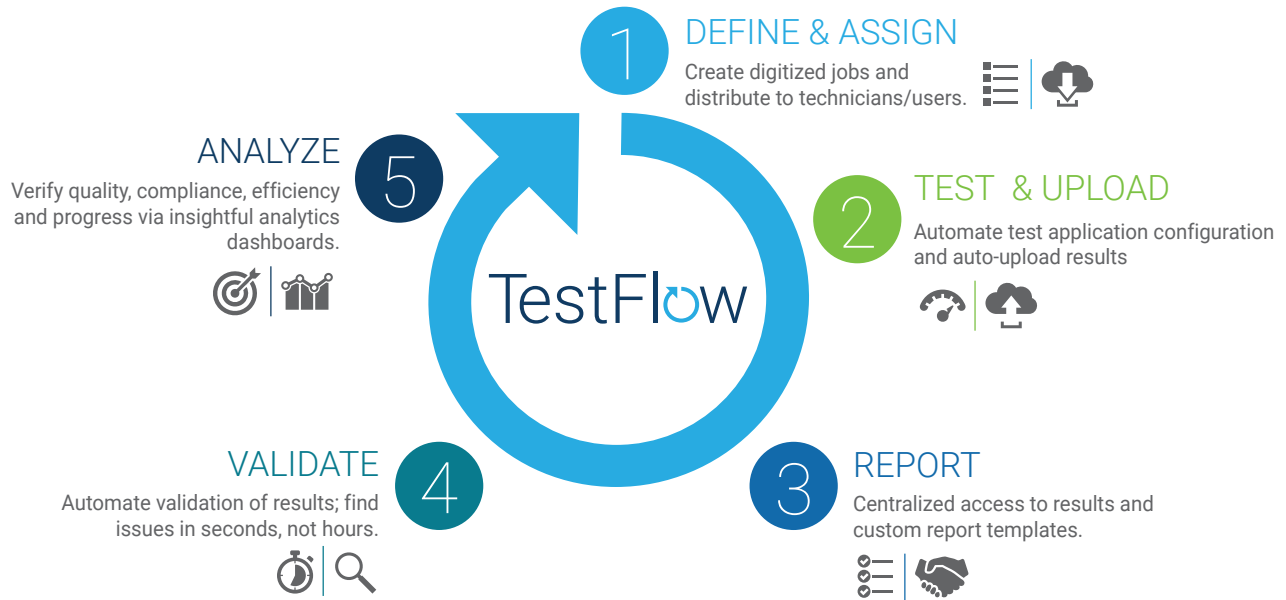 1
DEFINE & ASSIGN
Create digitized jobs and
distribute to technicians/users.
2
TEST & UPLOAD
Automate test application configuration
and auto-upload results
3
REPORT
Centralized access to results and
custom report templates.
4
VALIDATE
Automate validation of results; find
issues in seconds, not hours.
5
ANALYZE
Verify quality, compliance, efficiency
and progress via insightful analytics
dashboards.
TestFlow